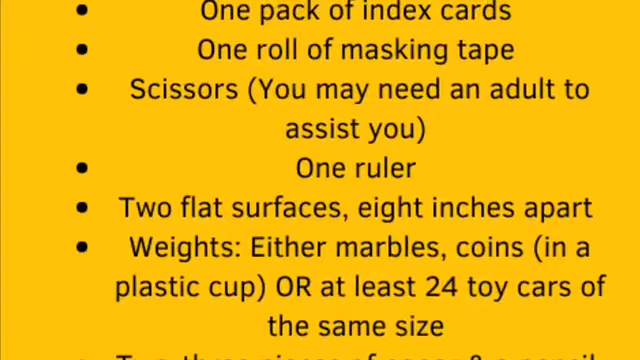 • One pack of index cards
• One roll of masking tape
• Scissors (You may need an adult to
assist you)
• One ruler
• Two flat surfaces, eight inches apart
• Weights: Either marbles, coins (in a
plastic cup) OR at least 24 toy cars of
the same size